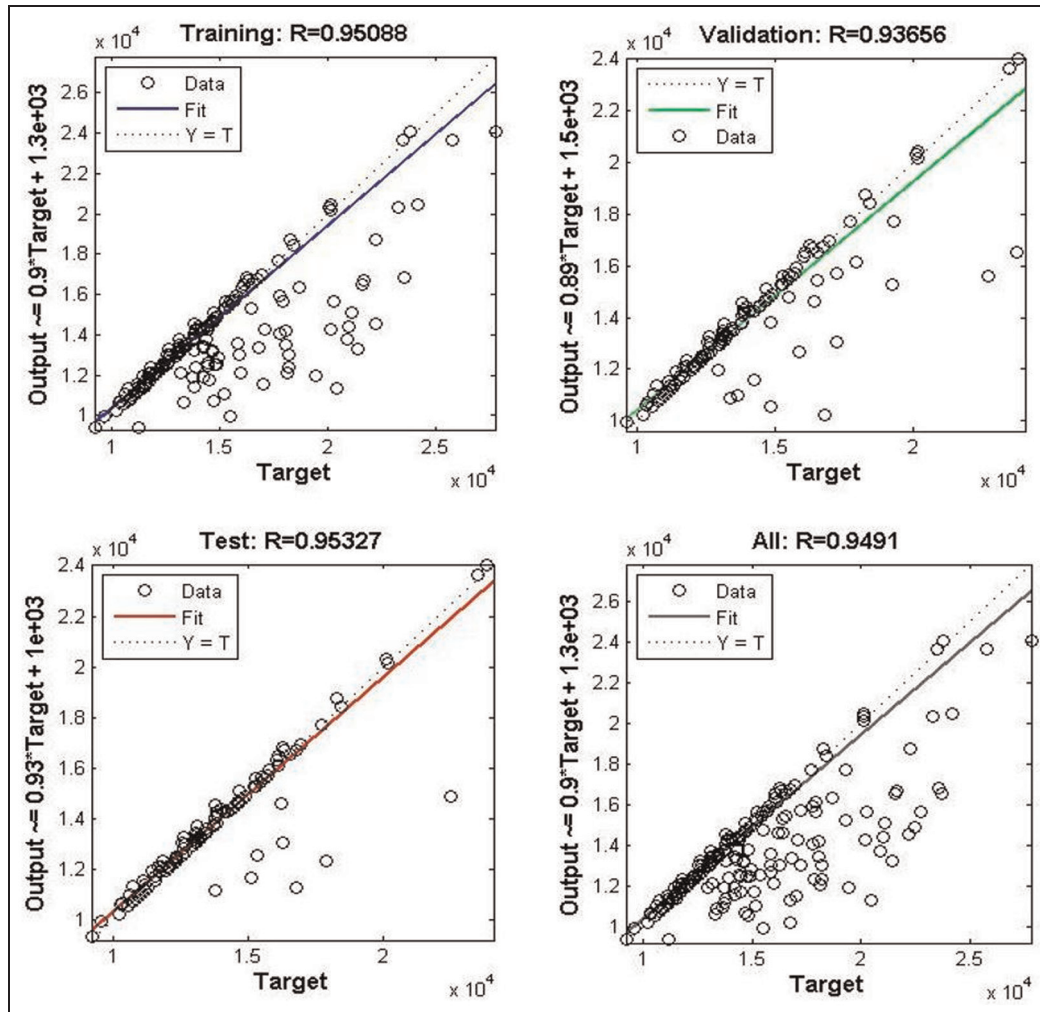 Training: R=0.95088
x 10^4
Output ~= 0.9*Target + 1.3e+03
2.6
2.4
2.2
2
1.8
1.6
1.4
1.2
1
Data
Fit
Y = T
1
1.5
2
2.5
Target
x 10^4
Validation: R=0.93656
x 10^4
Output ~= 0.89*Target + 1.5e+03
2.4
2.2
2
1.8
1.6
1.4
1.2
1
Y = T
Fit
Data
1
1.5
2
Target
x 10^4
Test: R=0.95327
x 10^4
Output ~= 0.93*Target + 1e+03
2.4
2.2
2
1.8
1.6
1.4
1.2
1
Data
Fit
Y = T
1
1.5
2
Target
x 10^4
All: R=0.9491
x 10^4
Output ~= 0.9*Target + 1.3e+03
2.6
2.4
2.2
2
1.8
1.6
1.4
1.2
1
Data
Fit
Y = T
1
1.5
2
2.5
Target
x 10^4